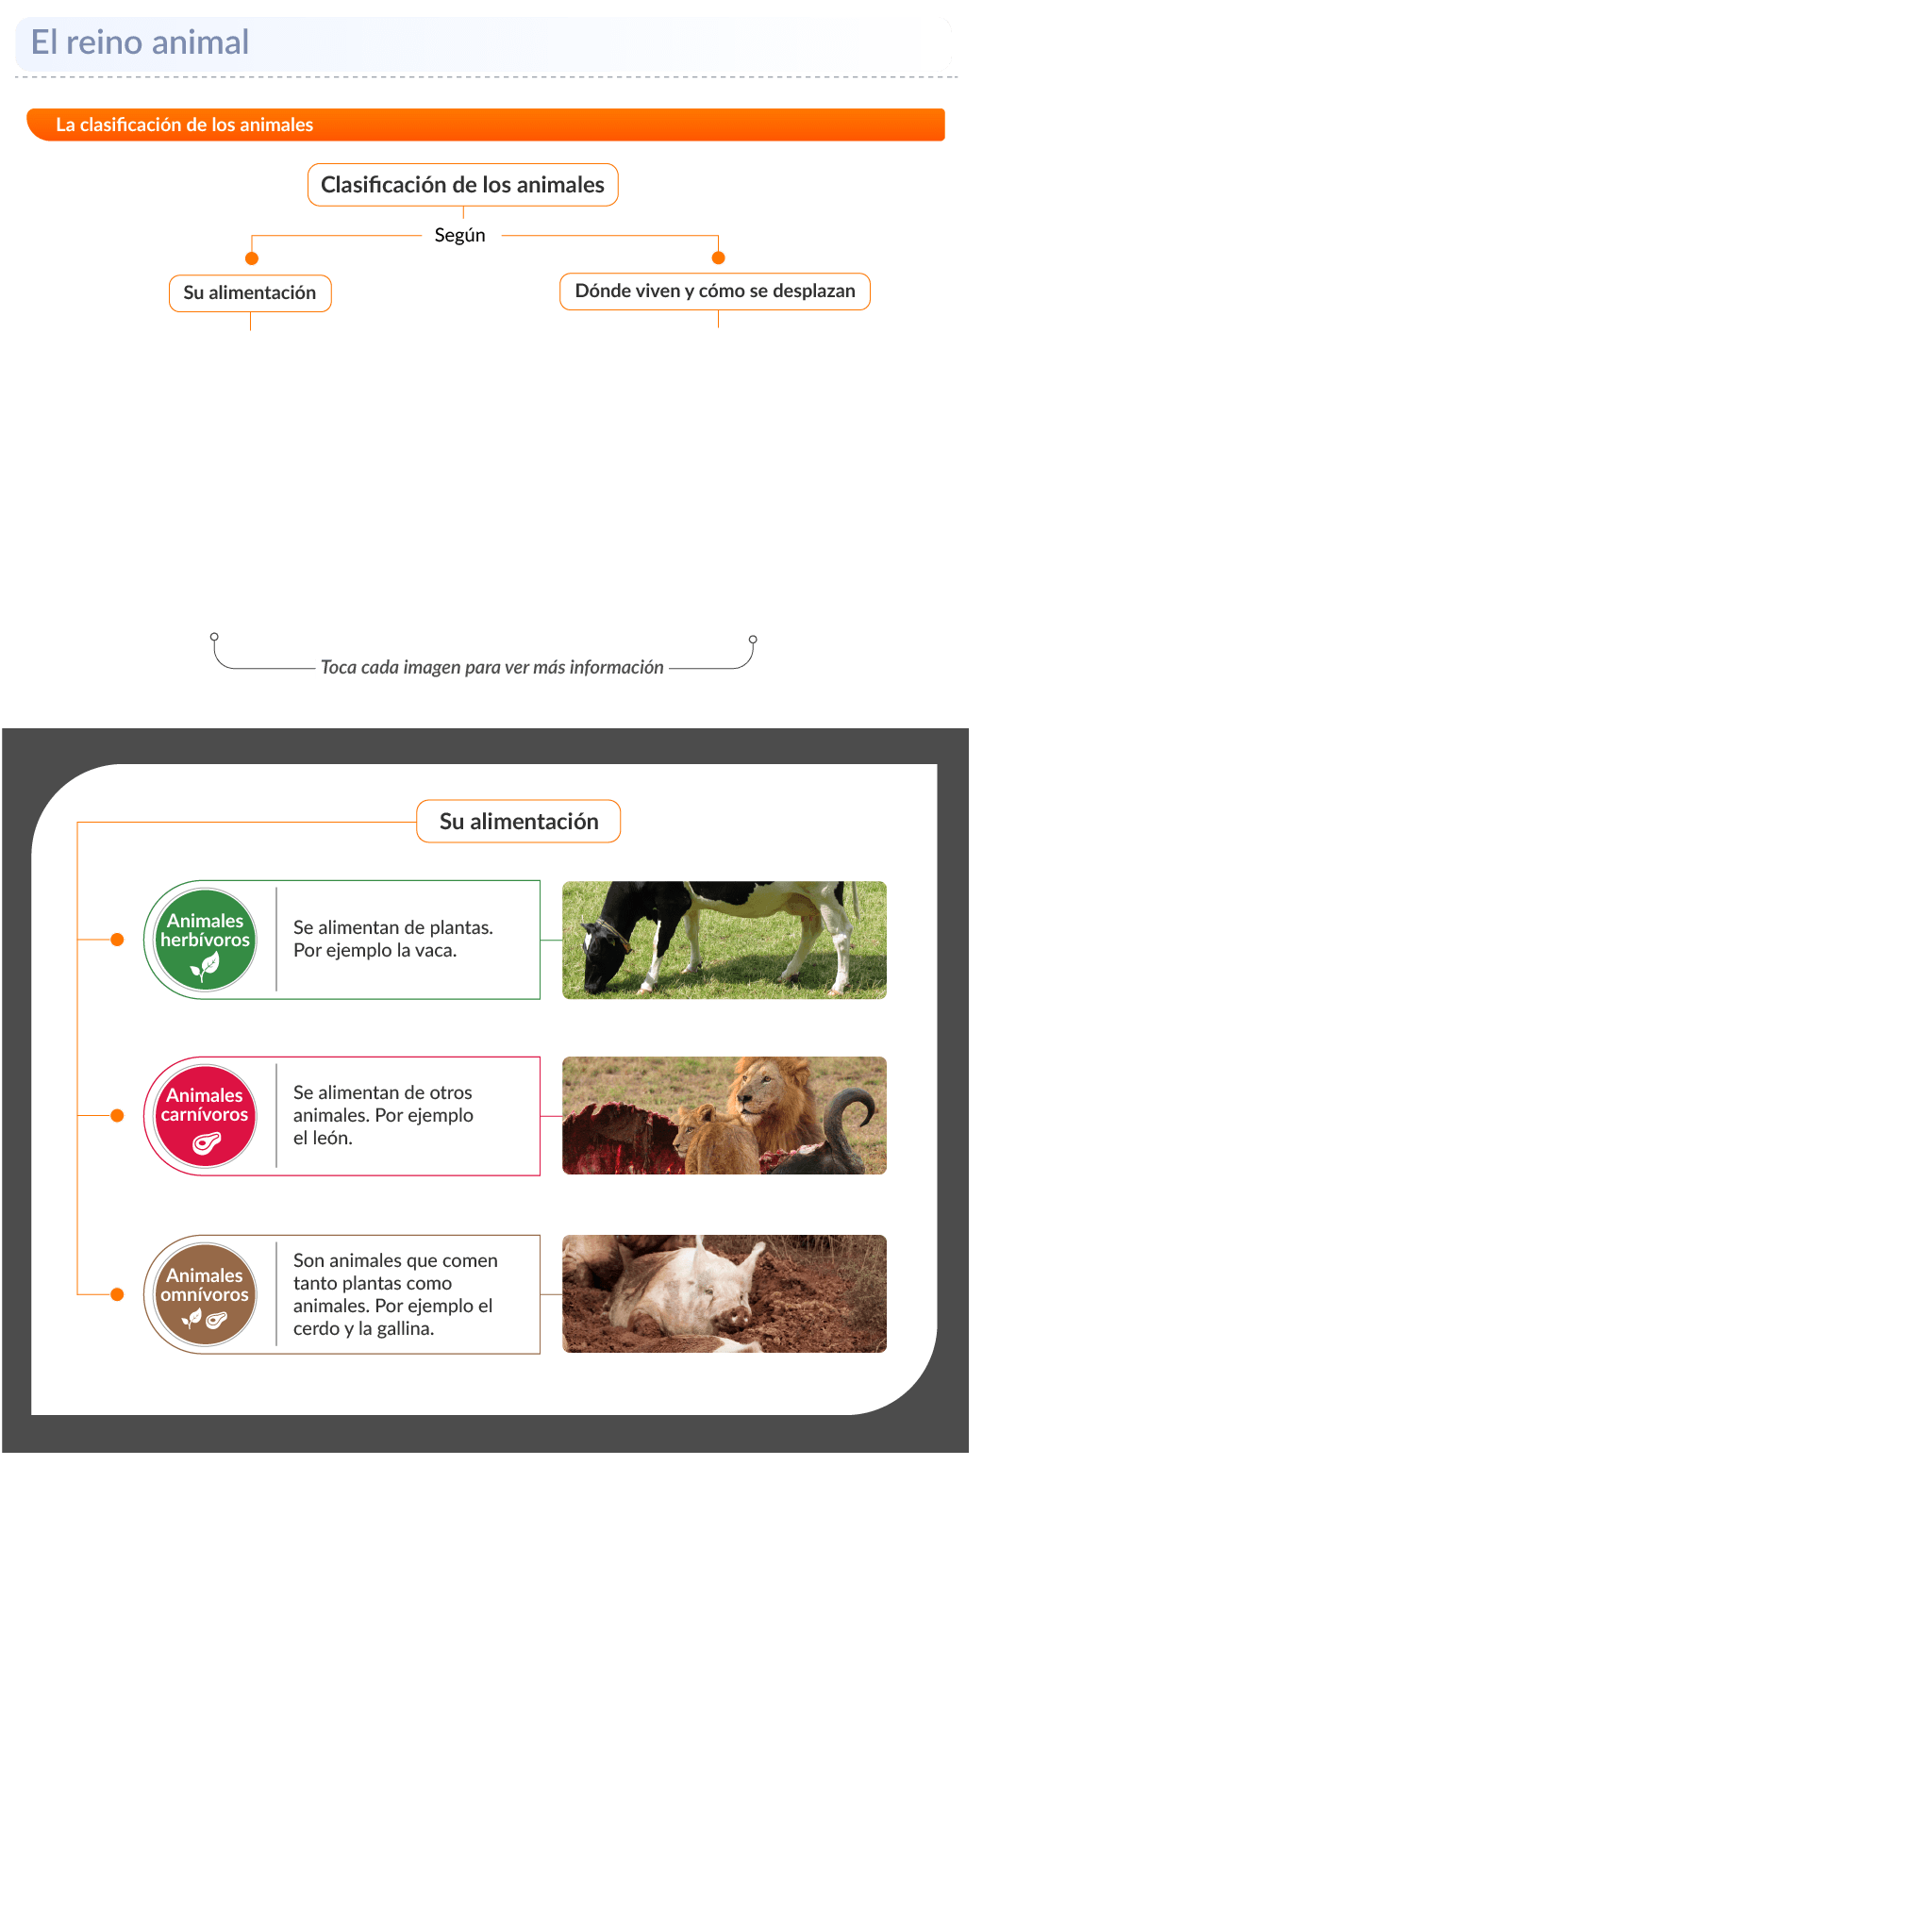 El reino animal
La clasificación de los animales
Clasificación de los animales
Según
Su alimentación
Dónde viven y cómo se desplazan
Toca cada imagen para ver más información
Su alimentación
Animales
herbívoros
Se alimentan de plantas.
Por ejemplo la vaca.
Animales
carnívoros
Se alimentan de otros
animales. Por ejemplo
el león.
Animales
omnívoros
Son animales que comen
tanto plantas como
animales. Por ejemplo el
cerdo y la gallina.